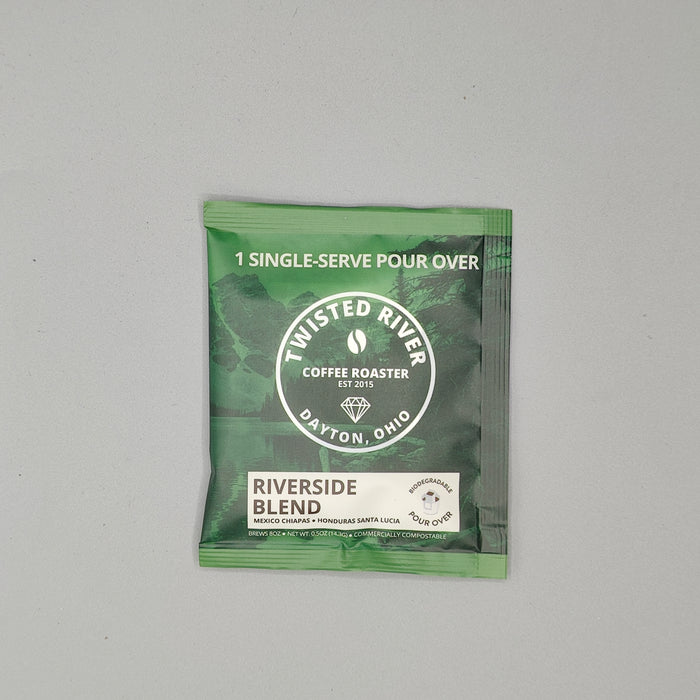 1 SINGLE-SERVE POUR OVER
TWISTED RIVER
COFFEE ROASTER
EST 2015
DAYTON, OHIO
RIVERSIDE
BLEND
MEXICO CHIAPAS • HONDURAS SANTA LUCIA
BIODEGRADABLE
POUR OVER
BREWS 8OZ • NET WT. 0.5OZ (14.3G) • COMMERCIALLY COMPOSTABLE